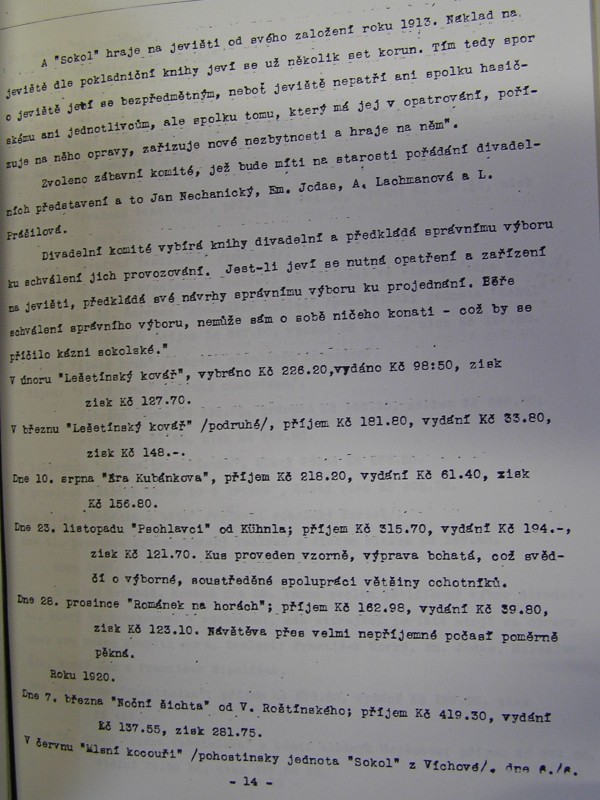 A "Sokol" hraje na jevišti od svého založení roku 1913. Náklad na
jeviště dle pokladniční knihy jeví se už několik set korun. Tím tedy spor
o jeviště jetí se bezpředmětným, neboť jeviště nepatří ani spolku hasič-
skému ani jednotlivcům, ale spolku tomu, který má jej v opatrování, poři-
zuje na něho opravy, zařizuje nové nezbytnosti a hraje na něm".
Zvoleno zábavní komité, jež bude míti na starosti pořádání divadel-
ních představení a to Jan Nechanický, Em. Jodas, A. Lachmanová a L.
Práčilová.
Divadelní komité vybírá knihy divadelní a předkládá správnímu výboru
ku schválení jich provozování. Jest-li jeví se nutná opatření a zařízení
na jevišti, předkládá své návrhy správnímu výboru ku projednání. Béře
schválení správního výboru, nemůže sám o sobě ničeho konati - což by se
příčilo kázni sokolské."
V únoru "Lešetínský kovář", vybráno Kč 226.20,vydáno Kč 98:50, zisk
zisk Kč 127.70.
V březnu "Lešetínský kovář" /podruhé/, příjem Kč 181.80, vydání Kč 33.80,
zisk Kč 148.-.
Dne 10. srpna "Éra Kubánkova", příjem Kč 218.20, vydání Kč 61.40, zisk
Kč 156.80.
Dne 23. listopadu "Psohlavci" od Kühnla; příjem Kč 315.70, vydání Kč 194.-,
zisk Kč 121.70. Kus proveden vzorně, výprava bohatá, což svěd-
čí o výborné, soustředěné spolupráci většiny ochotníků.
Dne 28. prosince "Románek na horách"; příjem Kč 162.98, vydání Kč 39.80,
zisk Kč 123.10. Návštěva přes velmi nepříjemné počasí poměrně
pěkná.
Roku 1920.
Dne 7. března "Noční šichta" od V. Roštínského; příjem Kč 419.30, vydání
Kč 137.55, zisk 281.75.
V červnu "Mlsní kocouři" /pohostinsky jednota "Sokol" z Víchové/, dne
- 14 -